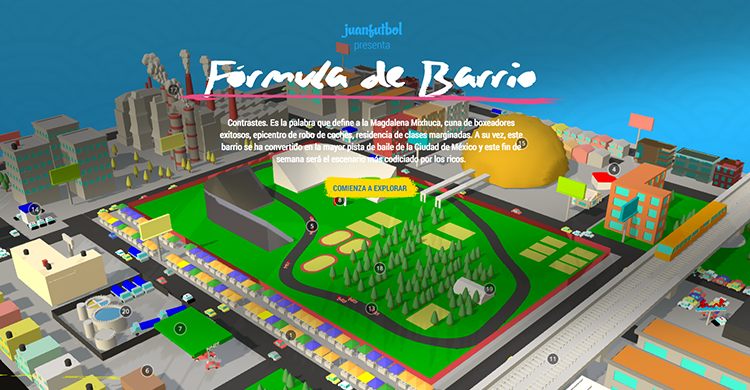 juanfutbol
presenta
Fórmula de Barrio
Contrastes. Es la palabra que define a la Magdalena Mixhuca, cuna de boxeadores
exitosos, epicentro de robo de coches, residencia de clases marginadas. A su vez, este
barrio se ha convertido en la mayor pista de baile de la Ciudad de México y este fin de
semana será el escenario más codiciado por los ricos.
COMIENZA A EXPLORAR
17
15
4
14
5
18
19
13
20
7
1
11
6